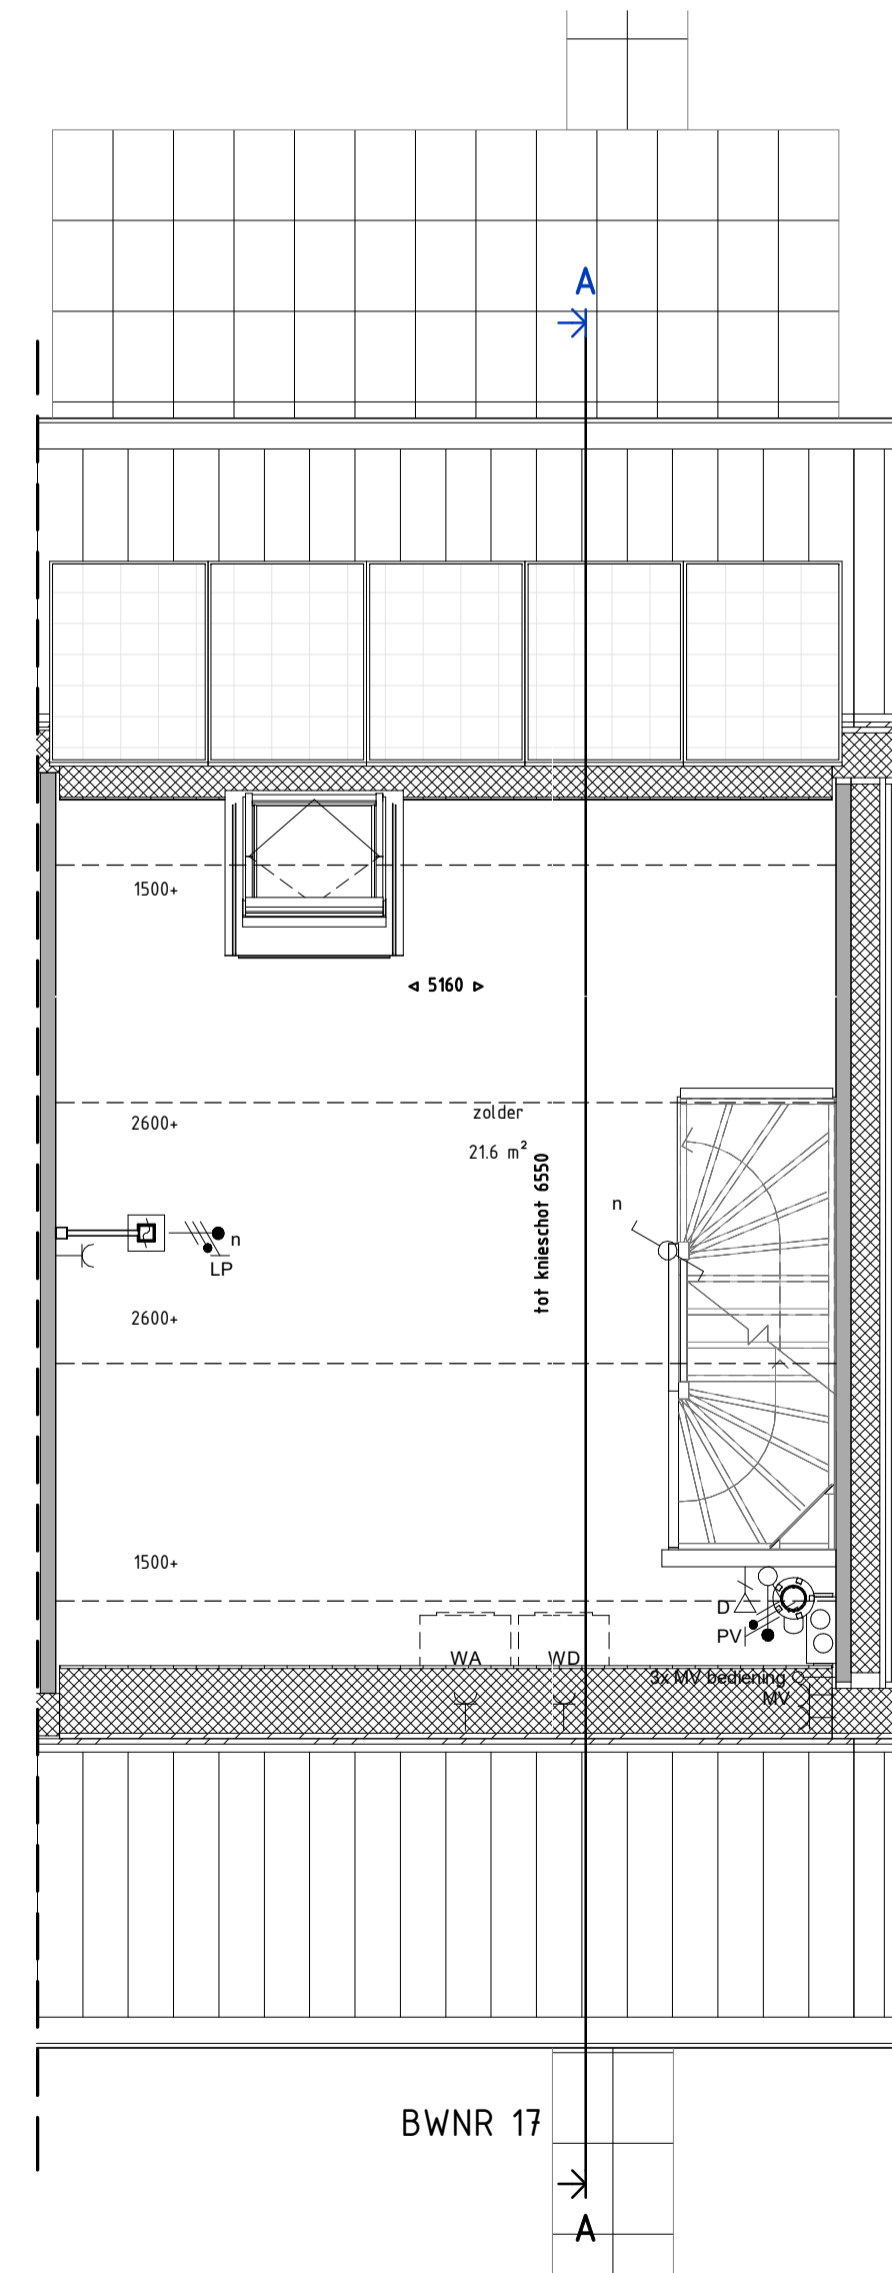 A
1500+
◃ 5160 ▹
2600+
zolder
21.6 m²
tot knieschot 6550
n
n
LP
2600+
1500+
D
PV
WA
WD
3x MV bediening
MV
BWNR 17
A